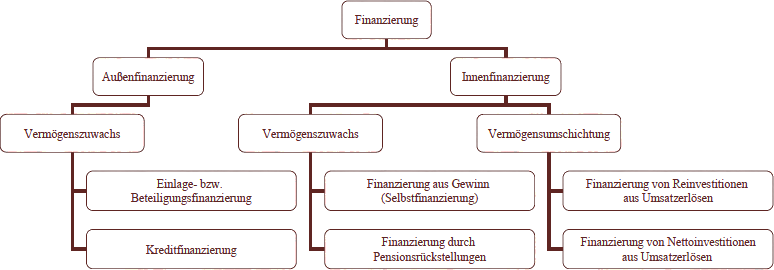 Finanzierung
Außenfinanzierung
Innenfinanzierung
Vermögenszuwachs
Vermögenszuwachs
Vermögensumschichtung
Einlage- bzw.
Beteiligungsfinanzierung
Finanzierung aus Gewinn
(Selbstfinanzierung)
Finanzierung von Reinvestitionen
aus Umsatzerlösen
Kreditfinanzierung
Finanzierung durch
Pensionsrückstellungen
Finanzierung von Nettoinvestitionen
aus Umsatzerlösen